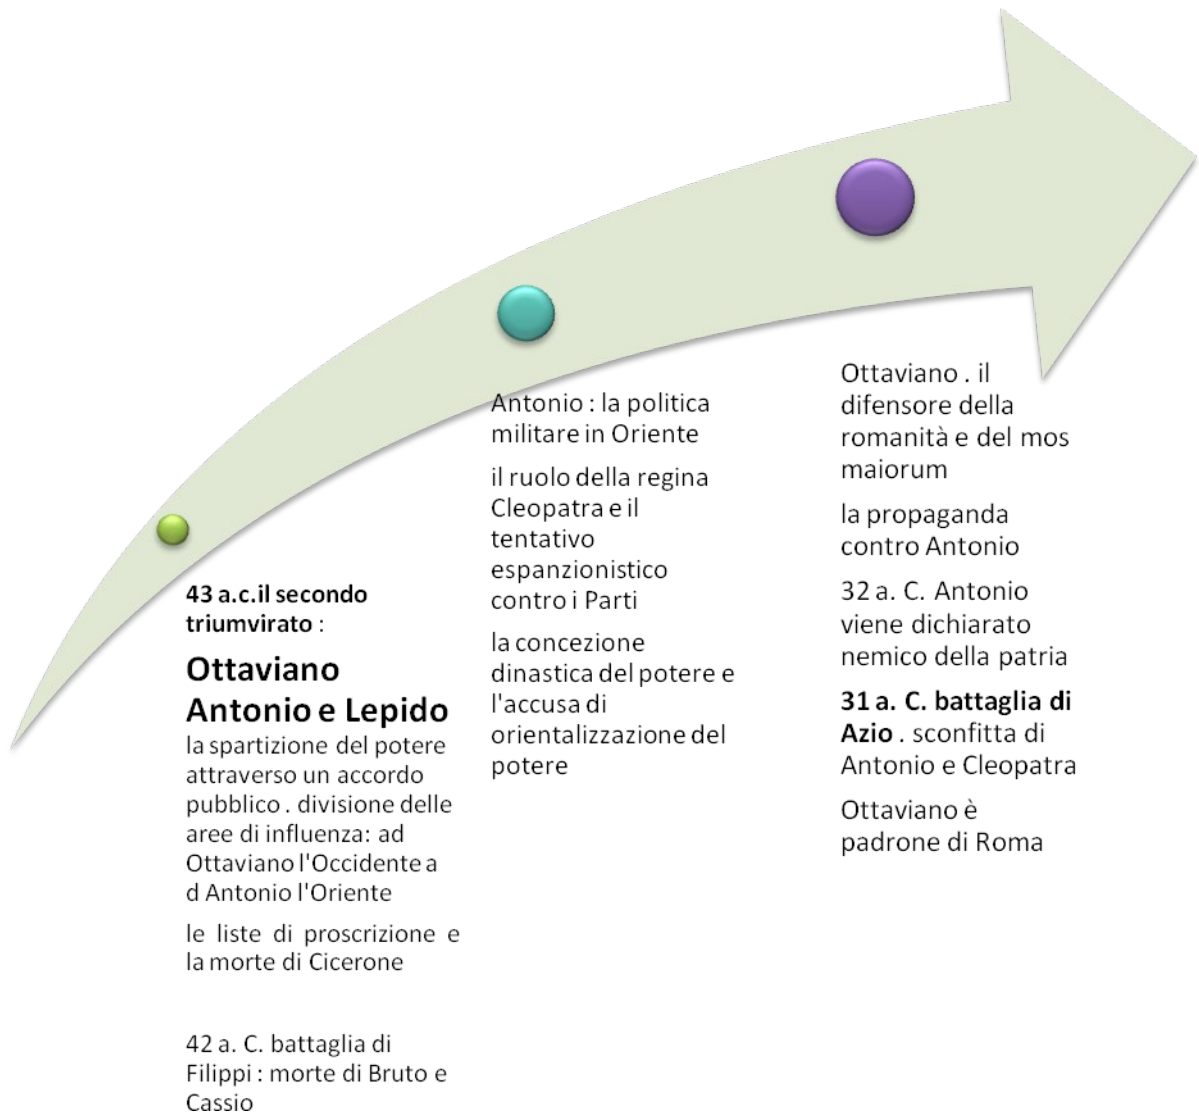 43 a.c.il secondo
triumvirato :
Ottaviano
Antonio e Lepido
la spartizione del potere
attraverso un accordo
pubblico . divisione delle
aree di influenza: ad
Ottaviano l'Occidente a
d Antonio l'Oriente
le liste di proscrizione e
la morte di Cicerone
42 a. C. battaglia di
Filippi : morte di Bruto e
Cassio
Antonio : la politica
militare in Oriente
il ruolo della regina
Cleopatra e il
tentativo
espanzionistico
contro i Parti
la concezione
dinastica del potere e
l'accusa di
orientalizzazione del
potere
Ottaviano . il
difensore della
romanità e del mos
maiorum
la propaganda
contro Antonio
32 a. C. Antonio
viene dichiarato
nemico della patria
31 a. C. battaglia di
Azio . sconfitta di
Antonio e Cleopatra
Ottaviano è
padrone di Roma